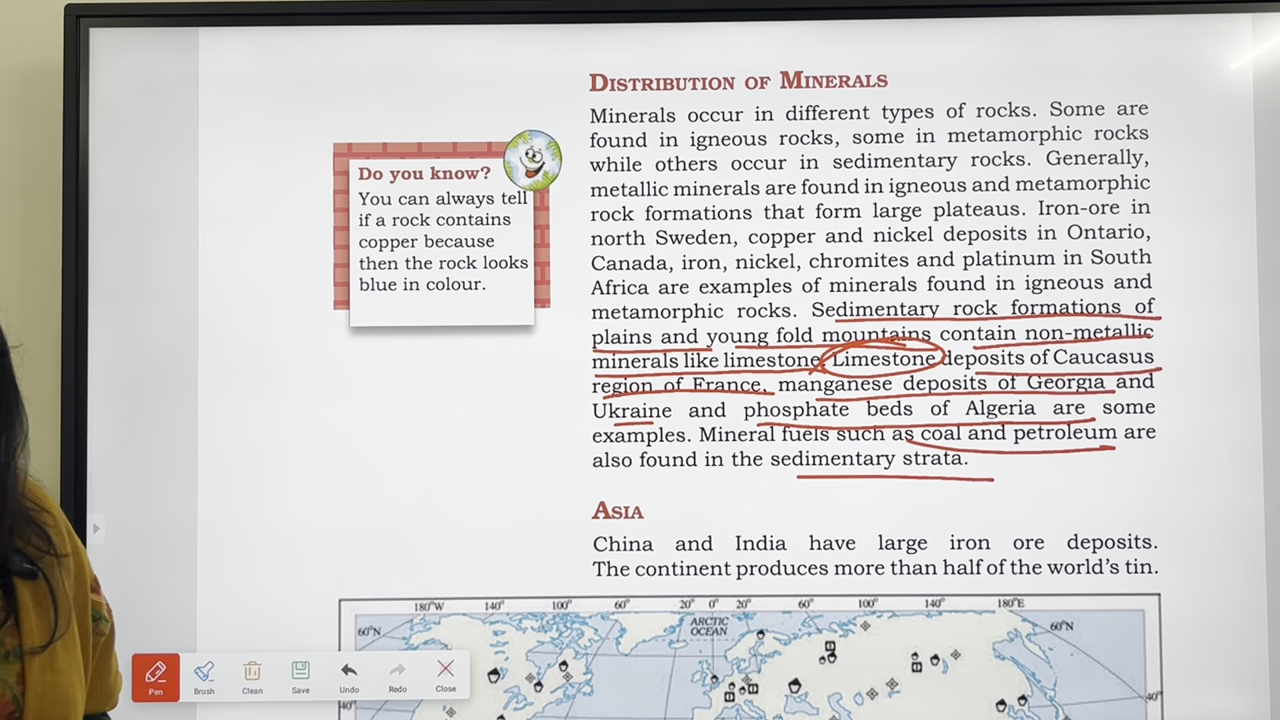 DISTRIBUTION OF MINERALS
Minerals occur in different types of rocks. Some are
found in igneous rocks, some in metamorphic rocks
while others occur in sedimentary rocks. Generally,
metallic minerals are found in igneous and metamorphic
rock formations that form large plateaus. Iron-ore in
north Sweden, copper and nickel deposits in Ontario,
Canada, iron, nickel, chromites and platinum in South
Africa are examples of minerals found in igneous and
metamorphic rocks. Sedimentary rock formations of
plains and young fold mountains contain non-metallic
minerals like limestone. Limestone deposits of Caucasus
region of France, manganese deposits of Georgia and
Ukraine and phosphate beds of Algeria are some
examples. Mineral fuels such as coal and petroleum are
also found in the sedimentary strata.
Do you know?
You can always tell
if a rock contains
copper because
then the rock looks
blue in colour.
ASIA
China and India have large iron ore deposits.
The continent produces more than half of the world's tin.
180°W 140° 100° 60° 20° 0° 20° 60° 100° 140° 180°E
60°N ARCTIC OCEAN 60°N
40° 40°
Pen Brush Clean Save Undo Redo Close